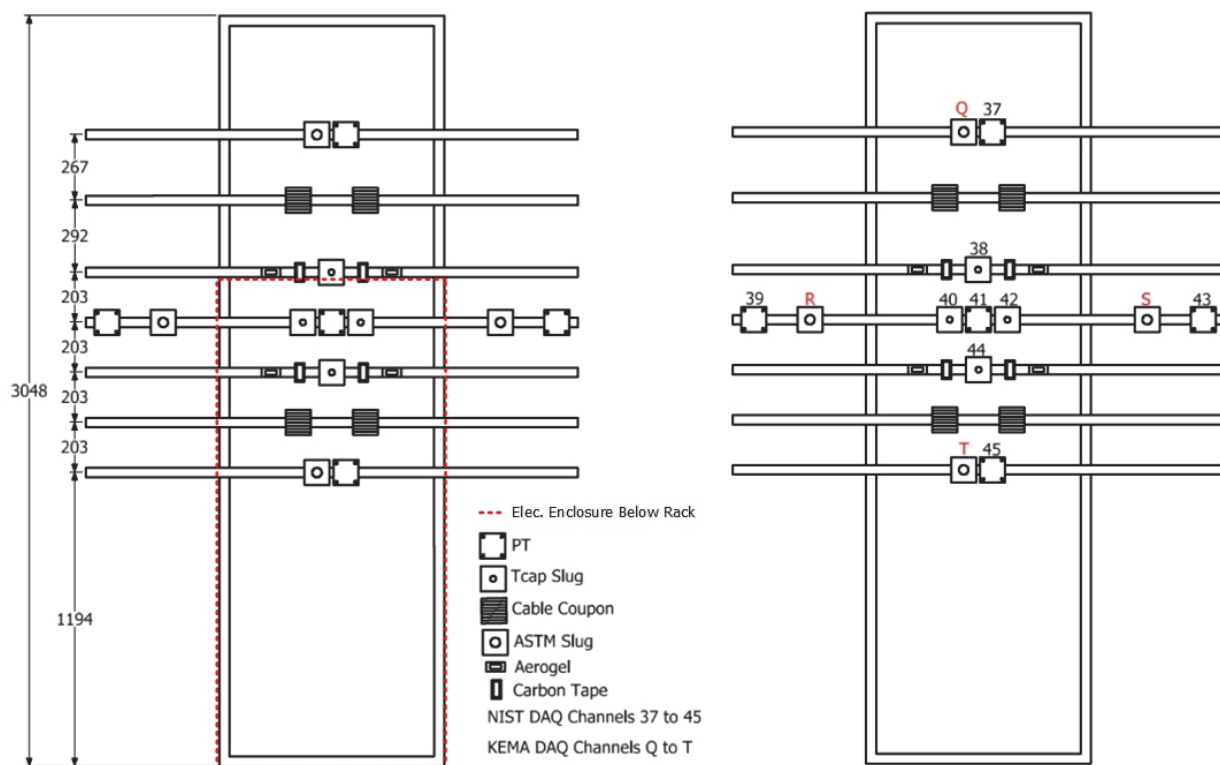 267
292
203
203
203
203
3048
1194
Elec. Enclosure Below Rack
PT
Tcap Slug
Cable Coupon
ASTM Slug
Aerogel
Carbon Tape
NIST DAQ Channels 37 to 45
KEMA DAQ Channels Q to T
Q 37
38
39 R 40 41 42 S 43
44
T 45